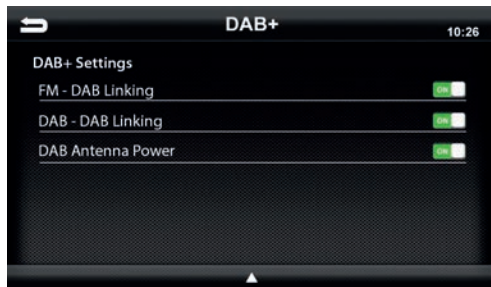 DAB+
10:26
DAB+ Settings
FM - DAB Linking
ON
DAB - DAB Linking
ON
DAB Antenna Power
ON